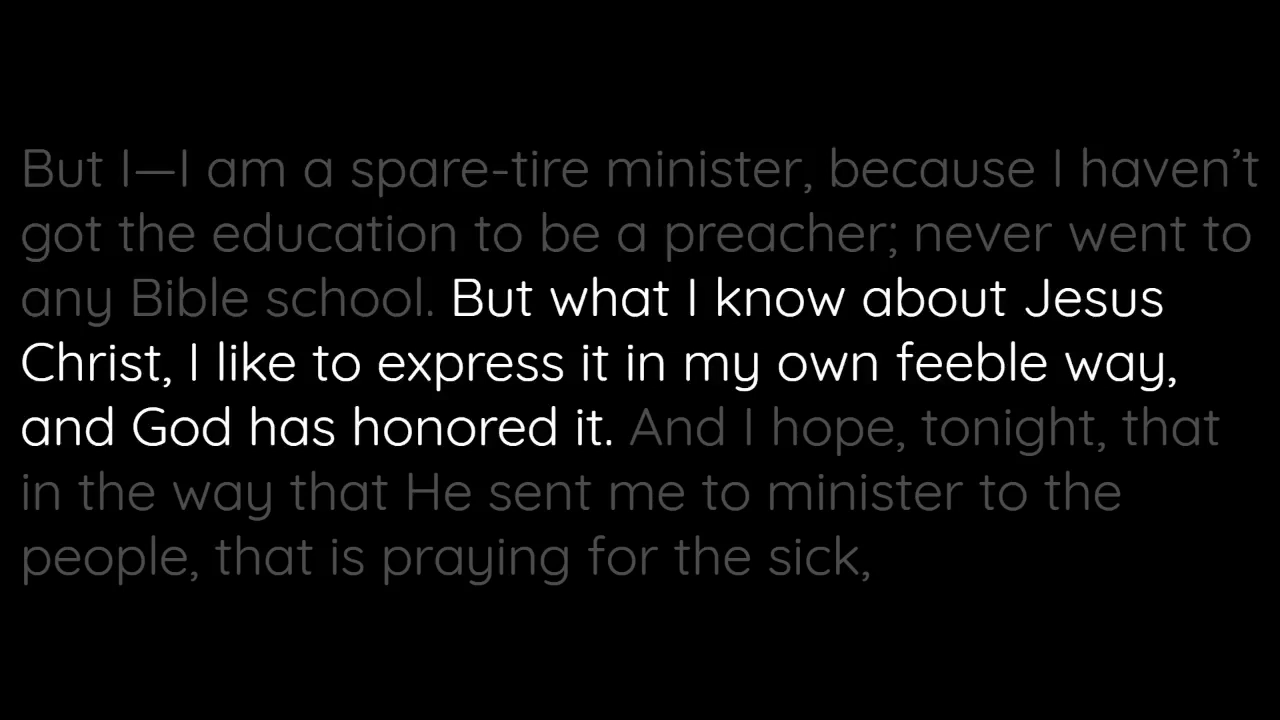 But I—I am a spare-tire minister, because I haven’t
got the education to be a preacher; never went to
any Bible school. But what I know about Jesus
Christ, I like to express it in my own feeble way,
and God has honored it. And I hope, tonight, that
in the way that He sent me to minister to the
people, that is praying for the sick,